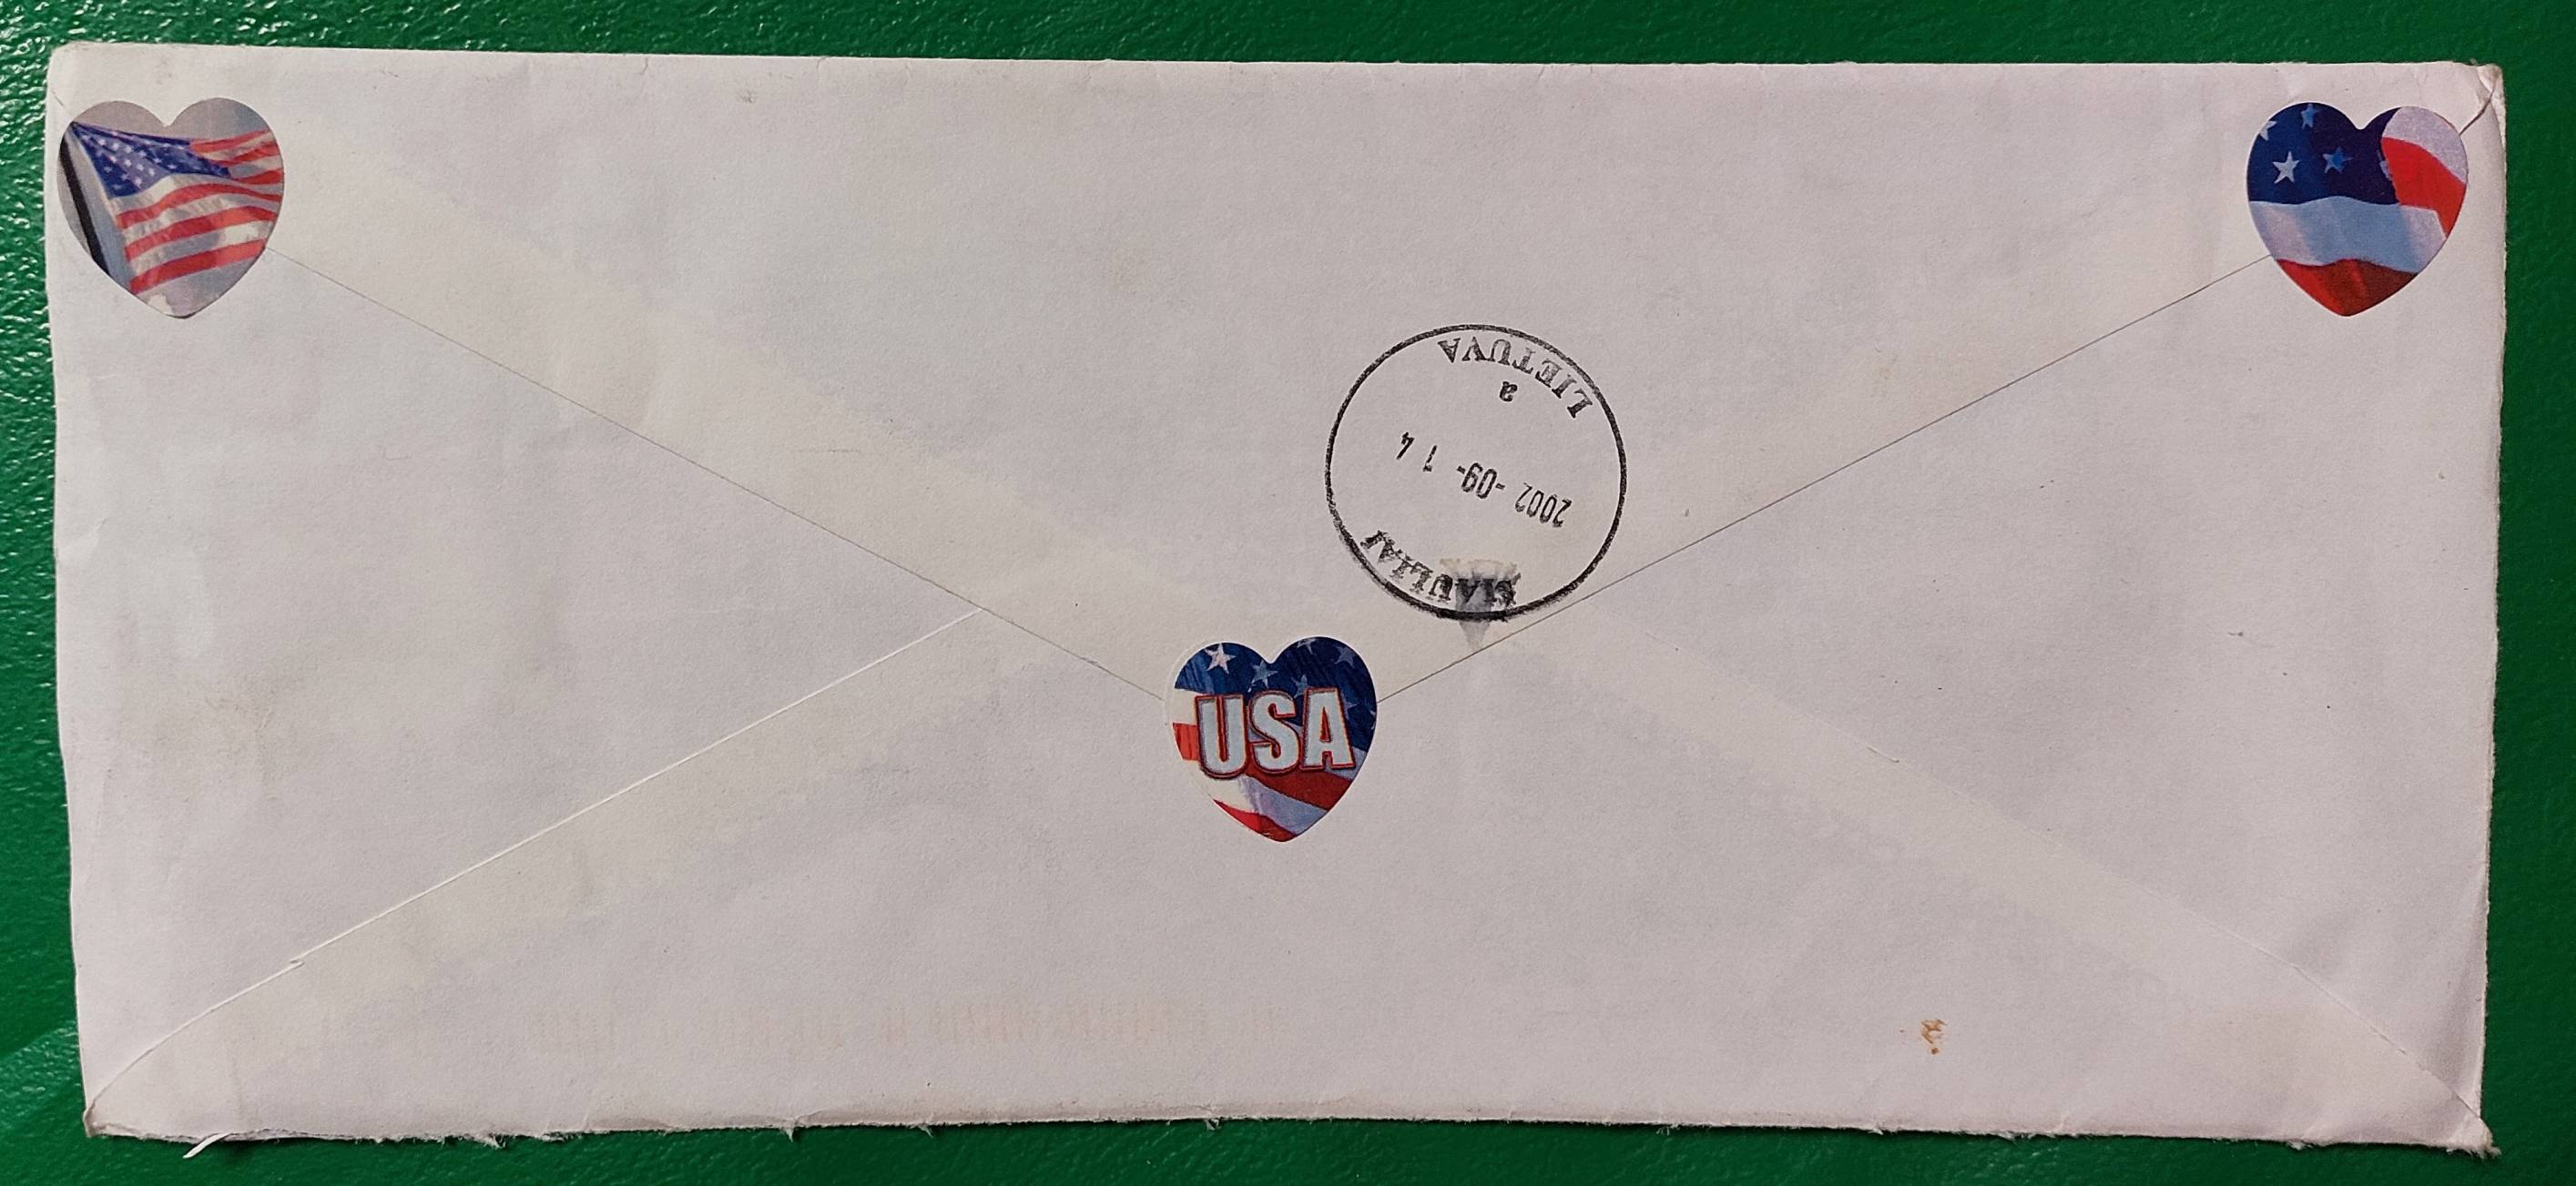 ŠIAULIAI
2002-09-14
a
LIETUVA
USA